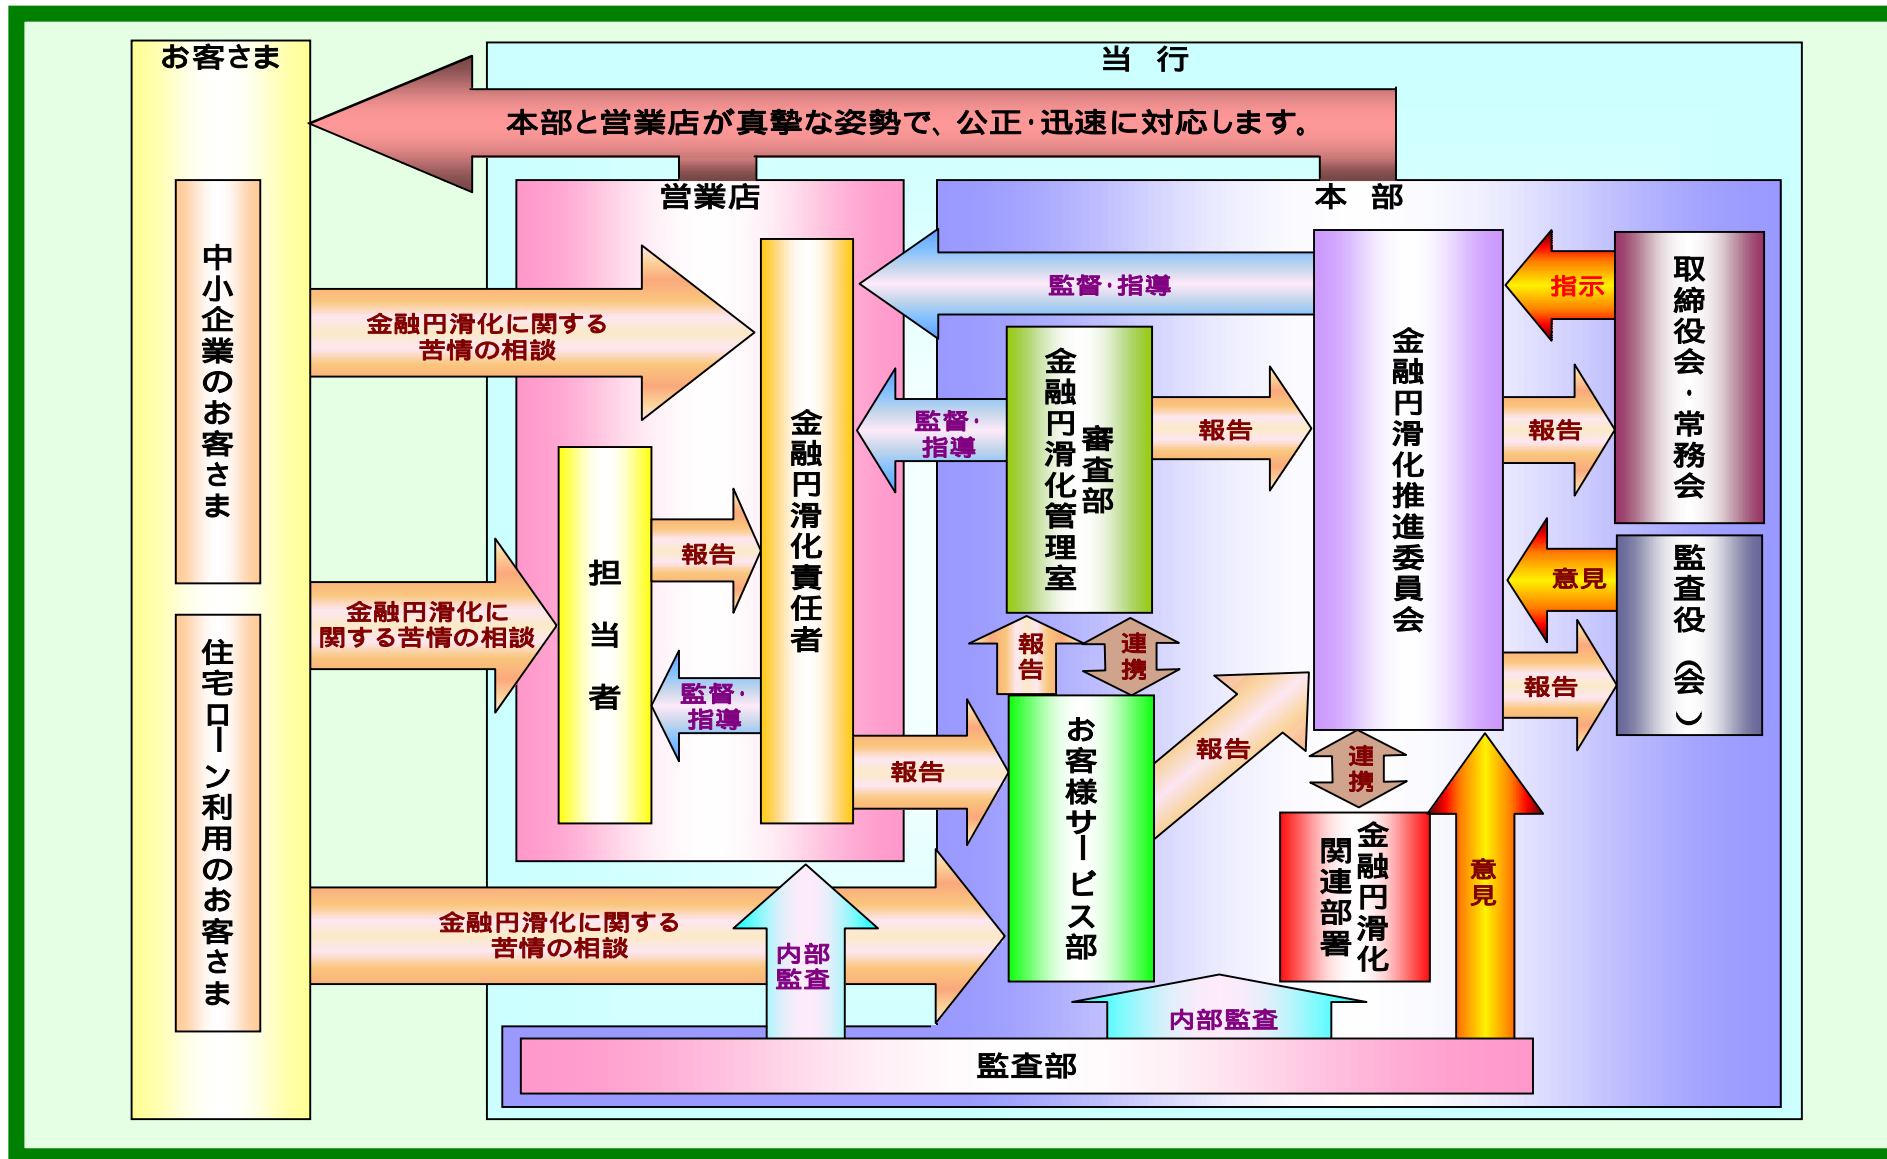 お客さま
当　行
本部と営業店が真摯な姿勢で、公正・迅速に対応します。
営業店
本　部
中小企業のお客さま
住宅ローン利用のお客さま
金融円滑化に関する
苦情の相談
金融円滑化に
関する苦情の相談
金融円滑化に関する
苦情の相談
担当者
報告
監督・
指導
金融円滑化責任者
監督・指導
監督・
指導
報告
審査部
金融円滑化管理室
報告
報告
連携
お客様サービス部
報告
金融円滑化推進委員会
連携
金融円滑化
関連部署
指示
報告
取締役会・常務会
意見
報告
監査役（会）
意見
内部
監査
内部監査
監査部